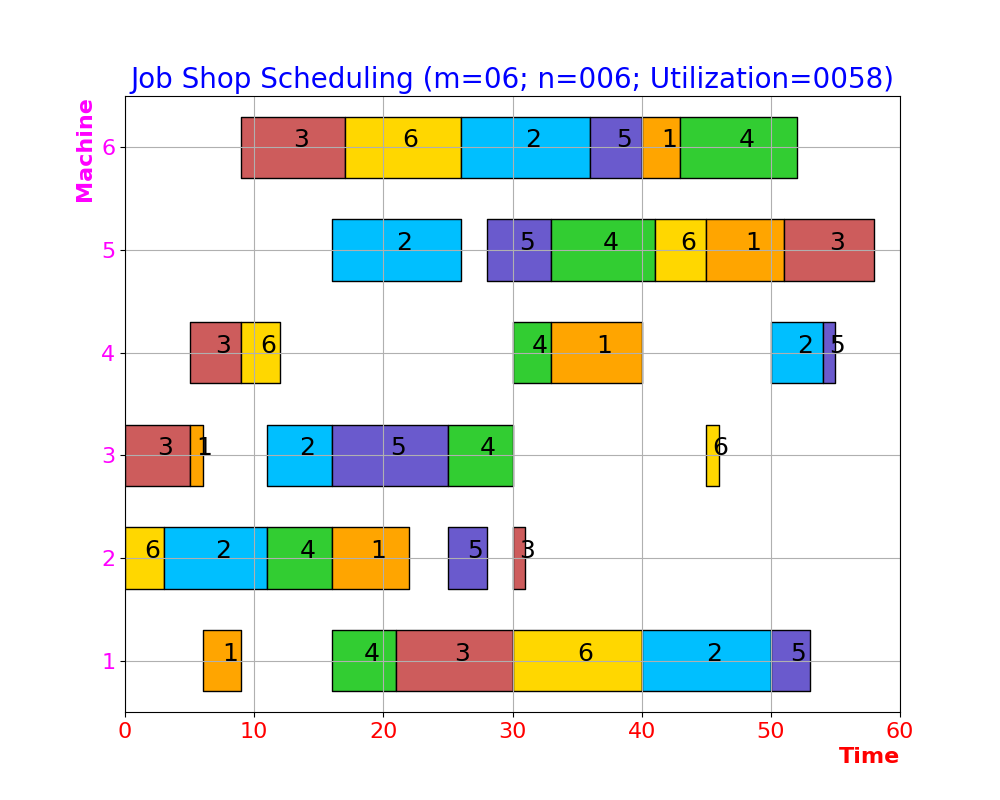 Job Shop Scheduling (m=06; n=006; Utilization=0058)
Machine
6 3 6 2 5 1 4
5 2 5 4 6 1 3
4 3 6 4 1 2 5
3 3 1 2 5 4 6
2 6 2 4 1 5 3
1 1 4 3 6 2 5
0 10 20 30 40 50 60
Time